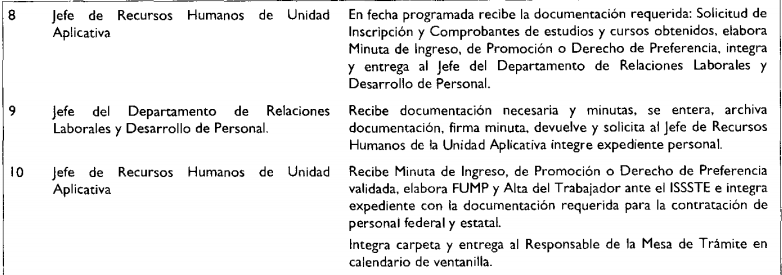 8 Jefe de Recursos Humanos de Unidad
Aplicativa
En fecha programada recibe la documentación requerida: Solicitud de
Inscripción y Comprobantes de estudios y cursos obtenidos, elabora
Minuta de Ingreso, de Promoción o Derecho de Preferencia, integra
y entrega al Jefe del Departamento de Relaciones Laborales y
Desarrollo de Personal.
9 Jefe del Departamento de Relaciones
Laborales y Desarrollo de Personal.
Recibe documentación necesaria y minutas, se entera, archiva
documentación, firma minuta, devuelve y solicita al Jefe de Recursos
Humanos de la Unidad Aplicativa integre expediente personal.
10 Jefe de Recursos Humanos de Unidad
Aplicativa
Recibe Minuta de Ingreso, de Promoción o Derecho de Preferencia
validada, elabora FUMP y Alta del Trabajador ante el ISSSTE e integra
expediente con la documentación requerida para la contratación de
personal federal y estatal.
Integra carpeta y entrega al Responsable de la Mesa de Trámite en
calendario de ventanilla.